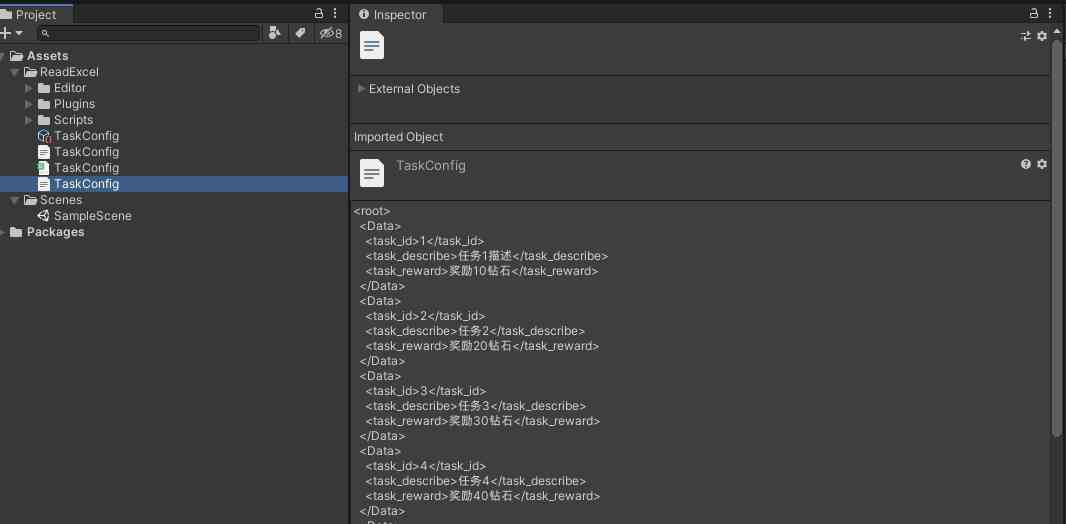 Project
8
Assets
ReadExcel
Editor
Plugins
Scripts
TaskConfig
TaskConfig
TaskConfig
TaskConfig
Scenes
SampleScene
Packages
Inspector
External Objects
Imported Object
TaskConfig
<root>
<Data>
<task_id>1</task_id>
<task_describe>任务1描述</task_describe>
<task_reward>奖励10钻石</task_reward>
</Data>
<Data>
<task_id>2</task_id>
<task_describe>任务2</task_describe>
<task_reward>奖励20钻石</task_reward>
</Data>
<Data>
<task_id>3</task_id>
<task_describe>任务3</task_describe>
<task_reward>奖励30钻石</task_reward>
</Data>
<Data>
<task_id>4</task_id>
<task_describe>任务4</task_describe>
<task_reward>奖励40钻石</task_reward>
</Data>